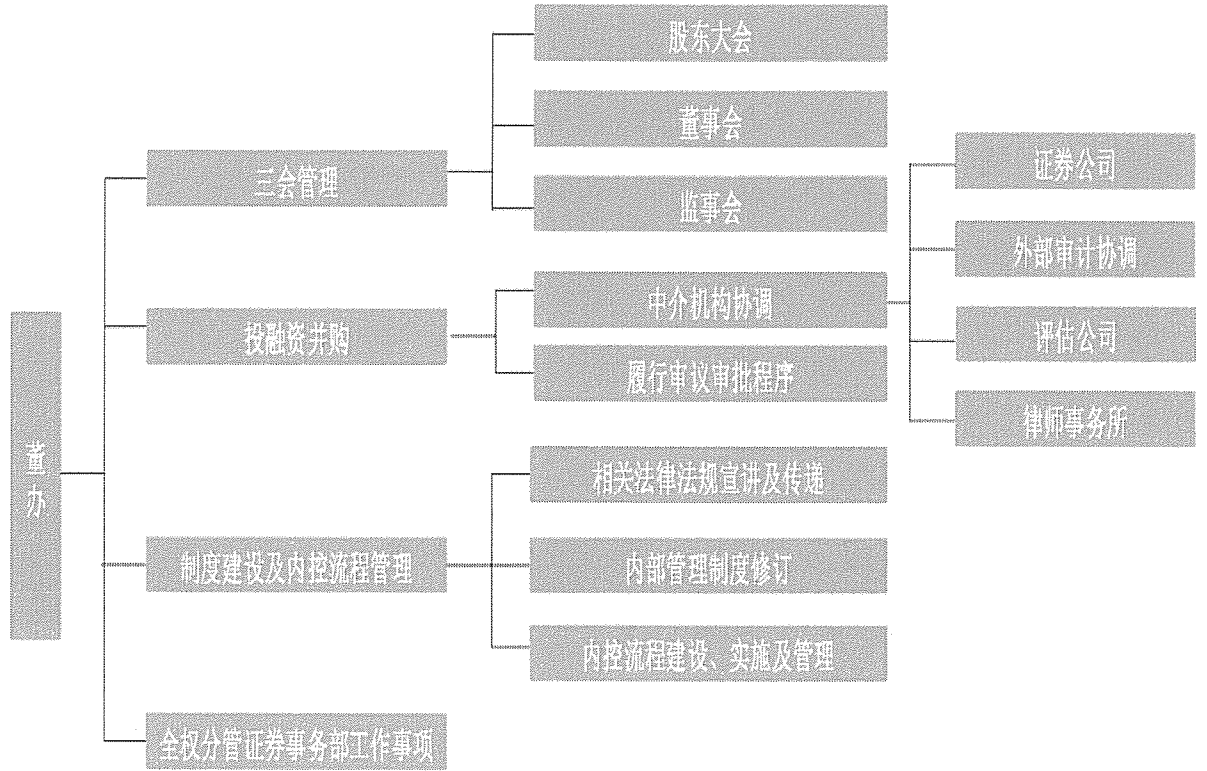 董办
三会管理
股东大会
董事会
监事会
投融资并购
中介机构协调
证券公司
外部审计协调
评估公司
律师事务所
履行审议审批程序
制度建设及内控流程管理
相关法律法规宣讲及传递
内部管理制度修订
内控流程建设、实施及管理
全权分管证券事务部工作事项